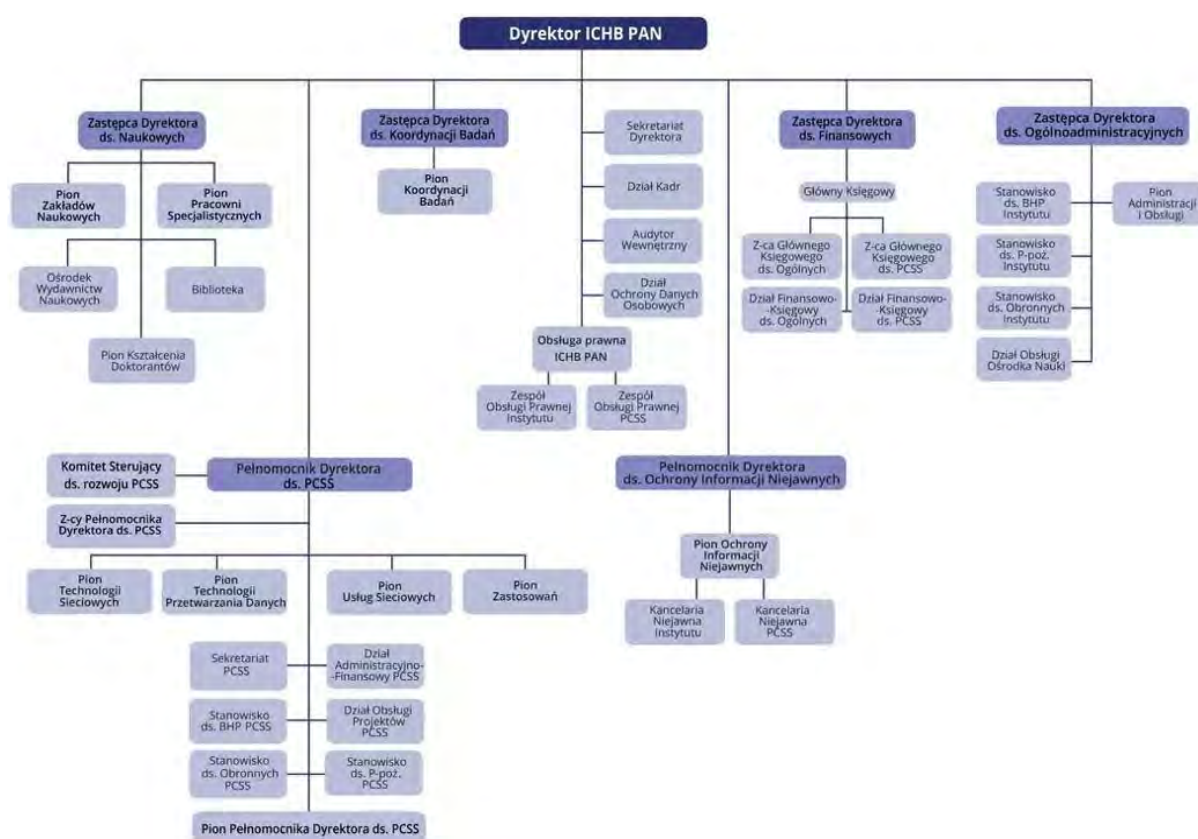 Dyrektor ICHB PAN
Zastępca Dyrektora
ds. Naukowych
Pion
Zakładów
Naukowych
Pion
Pracowni
Specjalistycznych
Ośrodek
Wydawnictw
Naukowych
Biblioteka
Pion Kształcenia
Doktorantów
Zastępca Dyrektora
ds. Koordynacji Badań
Pion
Koordynacji
Badań
Sekretariat
Dyrektora
Dział Kadr
Audytor
Wewnętrzny
Dział
Ochrony Danych
Osobowych
Obsługa prawna
ICHB PAN
Zespół
Obsługi Prawnej
Instytutu
Zespół
Obsługi Prawnej
PCSS
Zastępca Dyrektora
ds. Finansowych
Główny Księgowy
Z-ca Głównego
Księgowego
ds. Ogólnych
Z-ca Głównego
Księgowego
ds. PCSS
Dział Finansowo-
-Księgowy
ds. Ogólnych
Dział Finansowo-
-Księgowy
ds. PCSS
Zastępca Dyrektora
ds. Ogólnoadministracyjnych
Stanowisko
ds. BHP
Instytutu
Pion
Administracji
i Obsługi
Stanowisko
ds. P-poż.
Instytutu
Stanowisko
ds. Obronnych
Instytutu
Dział Obsługi
Ośrodka Nauki
Komitet Sterujący
ds. rozwoju PCSS
Pełnomocnik Dyrektora
ds. PCSS
Z-cy Pełnomocnika
Dyrektora ds. PCSS
Pion
Technologii
Sieciowych
Pion
Technologii
Przetwarzania Danych
Pion
Usług Sieciowych
Pion
Zastosowań
Sekretariat
PCSS
Dział
Administracyjno-
-Finansowy PCSS
Stanowisko
ds. BHP PCSS
Dział Obsługi
Projektów
PCSS
Stanowisko
ds. Obronnych
PCSS
Stanowisko
ds. P-poż.
PCSS
Pion Pełnomocnika Dyrektora ds. PCSS
Pełnomocnik Dyrektora
ds. Ochrony Informacji Niejawnych
Pion Ochrony
Informacji
Niejawnych
Kancelaria
Niejawna
Instytutu
Kancelaria
Niejawna
PCSS